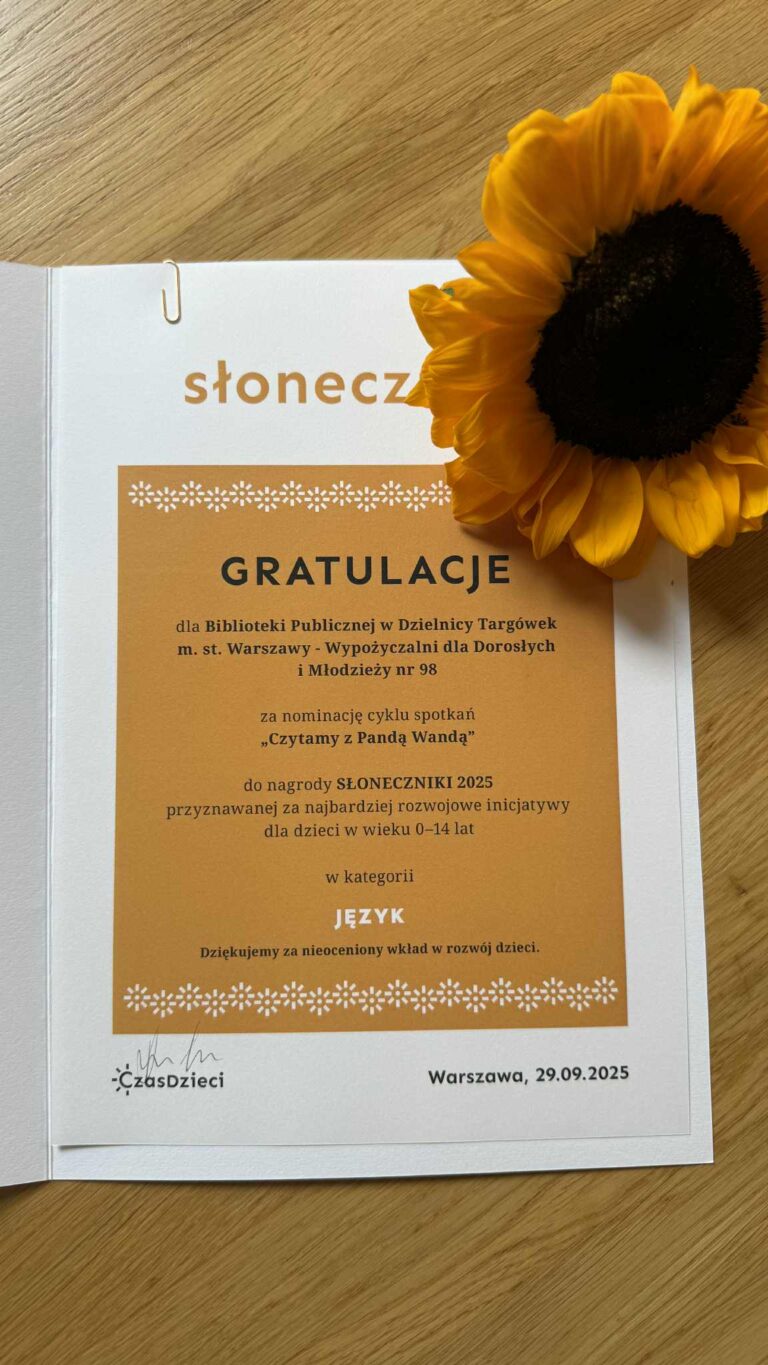 słonecz
GRATULACJE
dla Biblioteki Publicznej w Dzielnicy Targówek
m. st. Warszawy - Wypożyczalni dla Dorosłych
i Młodzieży nr 98
za nominację cyklu spotkań
„Czytamy z Pandą Wandą”
do nagrody SŁONECZNIKI 2025
przyznawanej za najbardziej rozwojowe inicjatywy
dla dzieci w wieku 0–14 lat
w kategorii
JĘZYK
Dziękujemy za nieoceniony wkład w rozwój dzieci.
CzasDzieci
Warszawa, 29.09.2025